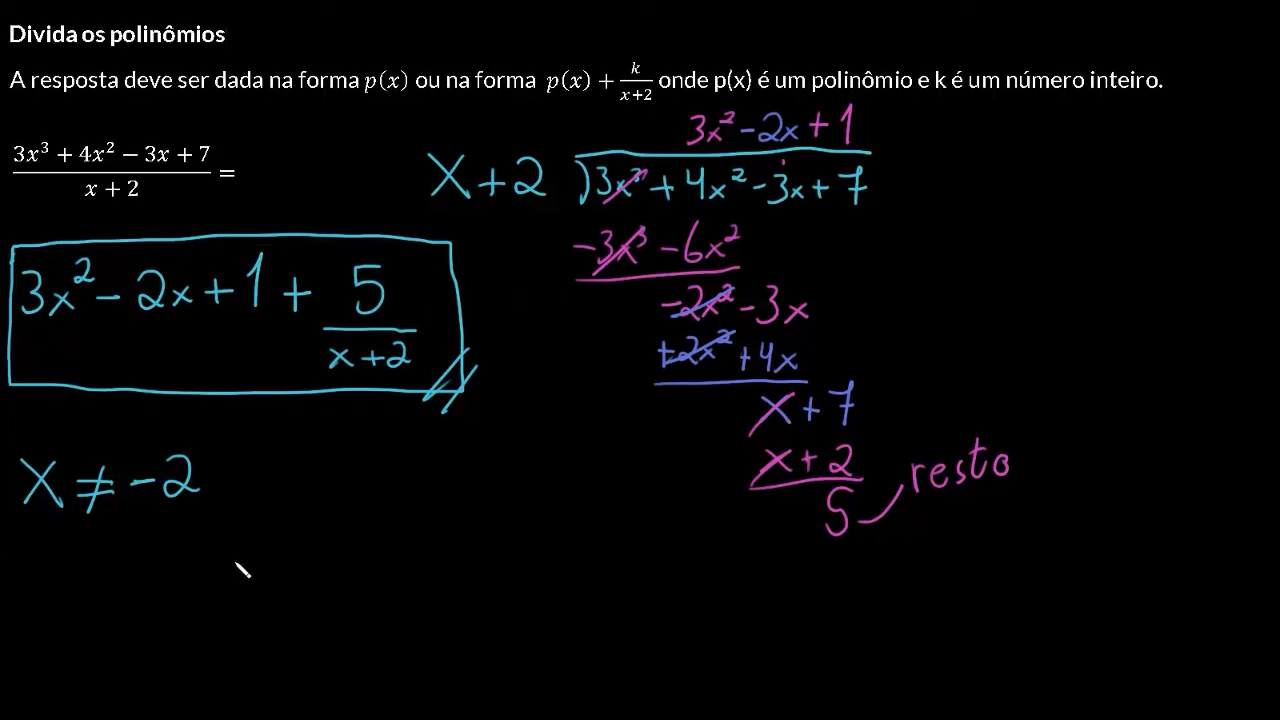 Divida os polinômios
A resposta deve ser dada na forma p(x) ou na forma p(x) + k/(x+2) onde p(x) é um polinômio e k é um número inteiro.
3x² - 2x + 1
(3x³ + 4x² − 3x + 7)/(x + 2) =
x+2 ) 3x³ + 4x² - 3x + 7
-3x³ - 6x²
3x² - 2x + 1 + 5/(x+2)
-2x² - 3x
+2x² + 4x
x + 7
x + 2
resto
5
x ≠ -2